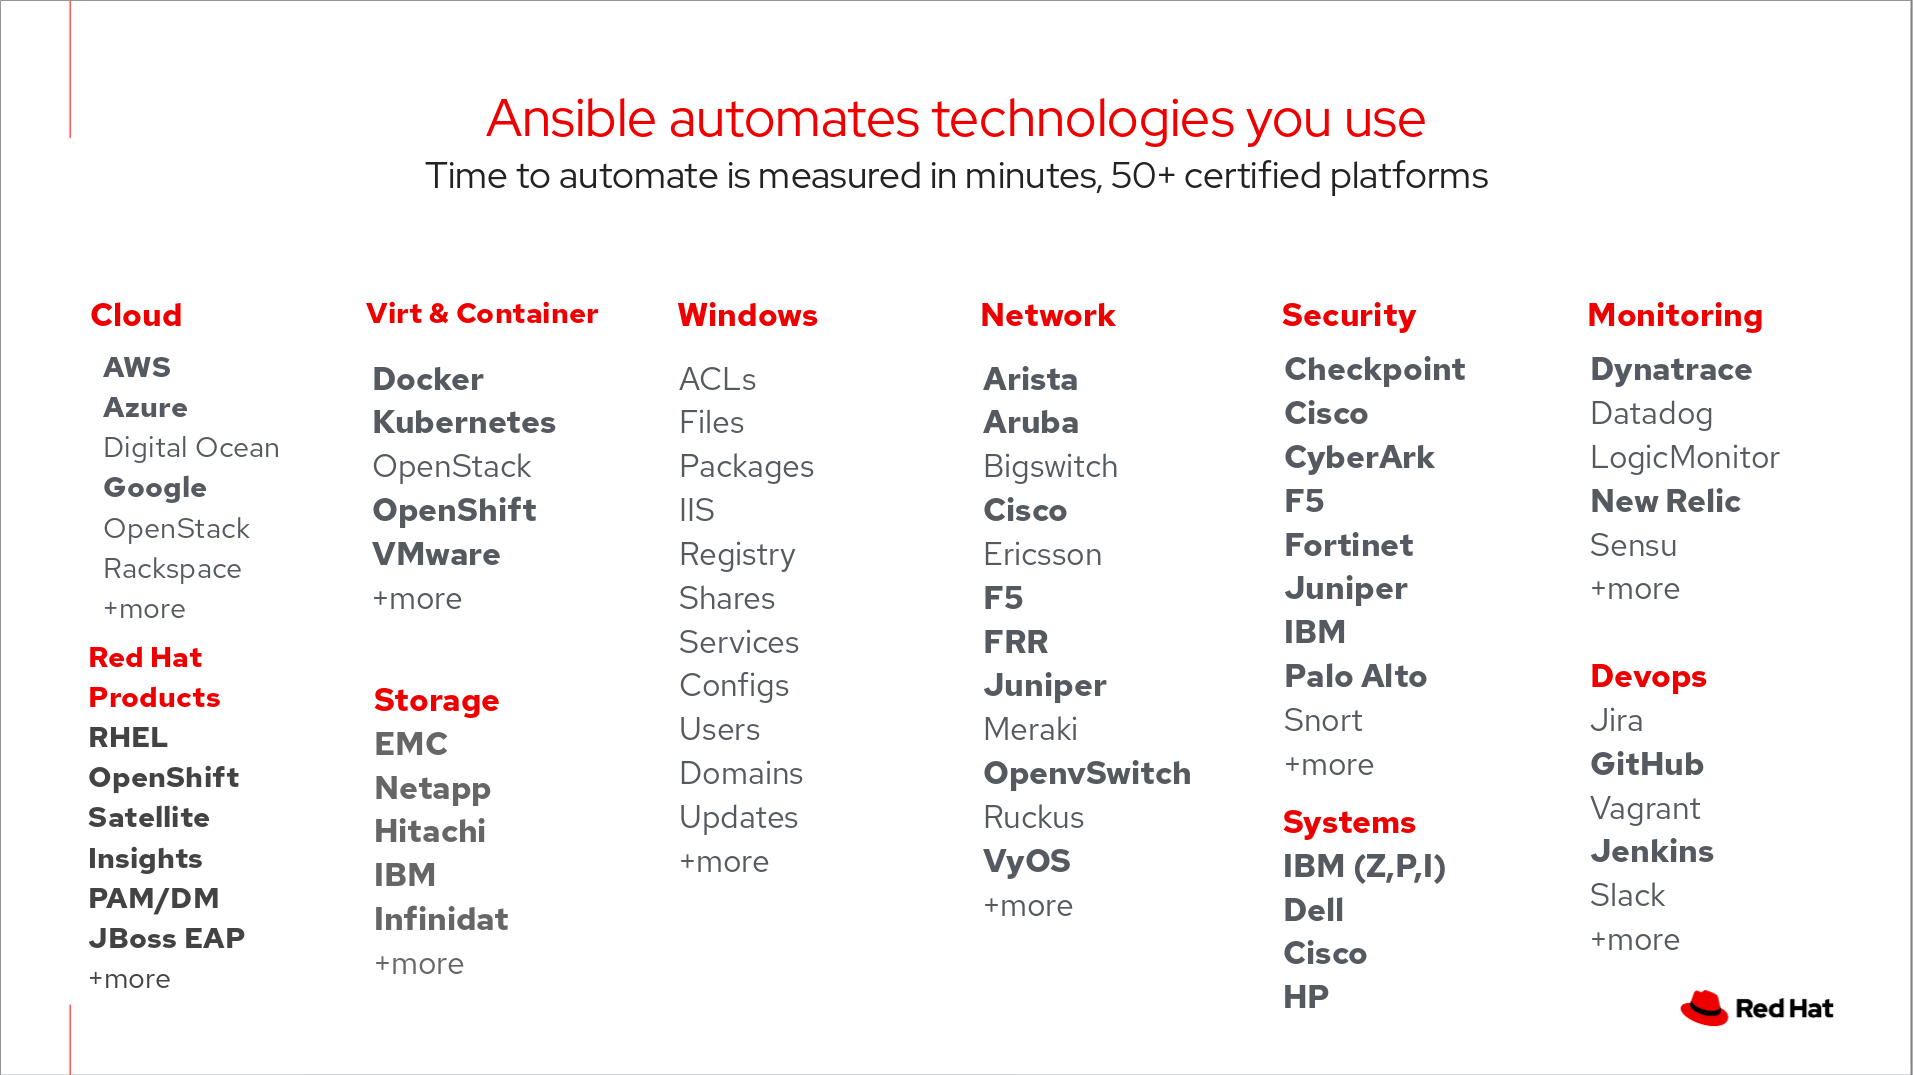 Ansible automates technologies you use
Time to automate is measured in minutes, 50+ certified platforms
Cloud
AWS
Azure
Digital Ocean
Google
OpenStack
Rackspace
+more
Red Hat
Products
RHEL
OpenShift
Satellite
Insights
PAM/DM
JBoss EAP
+more
Virt & Container
Docker
Kubernetes
OpenStack
OpenShift
VMware
+more
Storage
EMC
Netapp
Hitachi
IBM
Infinidat
+more
Windows
ACLs
Files
Packages
IIS
Registry
Shares
Services
Configs
Users
Domains
Updates
+more
Network
Arista
Aruba
Bigswitch
Cisco
Ericsson
F5
FRR
Juniper
Meraki
OpenvSwitch
Ruckus
VyOS
+more
Security
Checkpoint
Cisco
CyberArk
F5
Fortinet
Juniper
IBM
Palo Alto
Snort
+more
Systems
IBM (Z,P,I)
Dell
Cisco
HP
Monitoring
Dynatrace
Datadog
LogicMonitor
New Relic
Sensu
+more
Devops
Jira
GitHub
Vagrant
Jenkins
Slack
+more
Red Hat